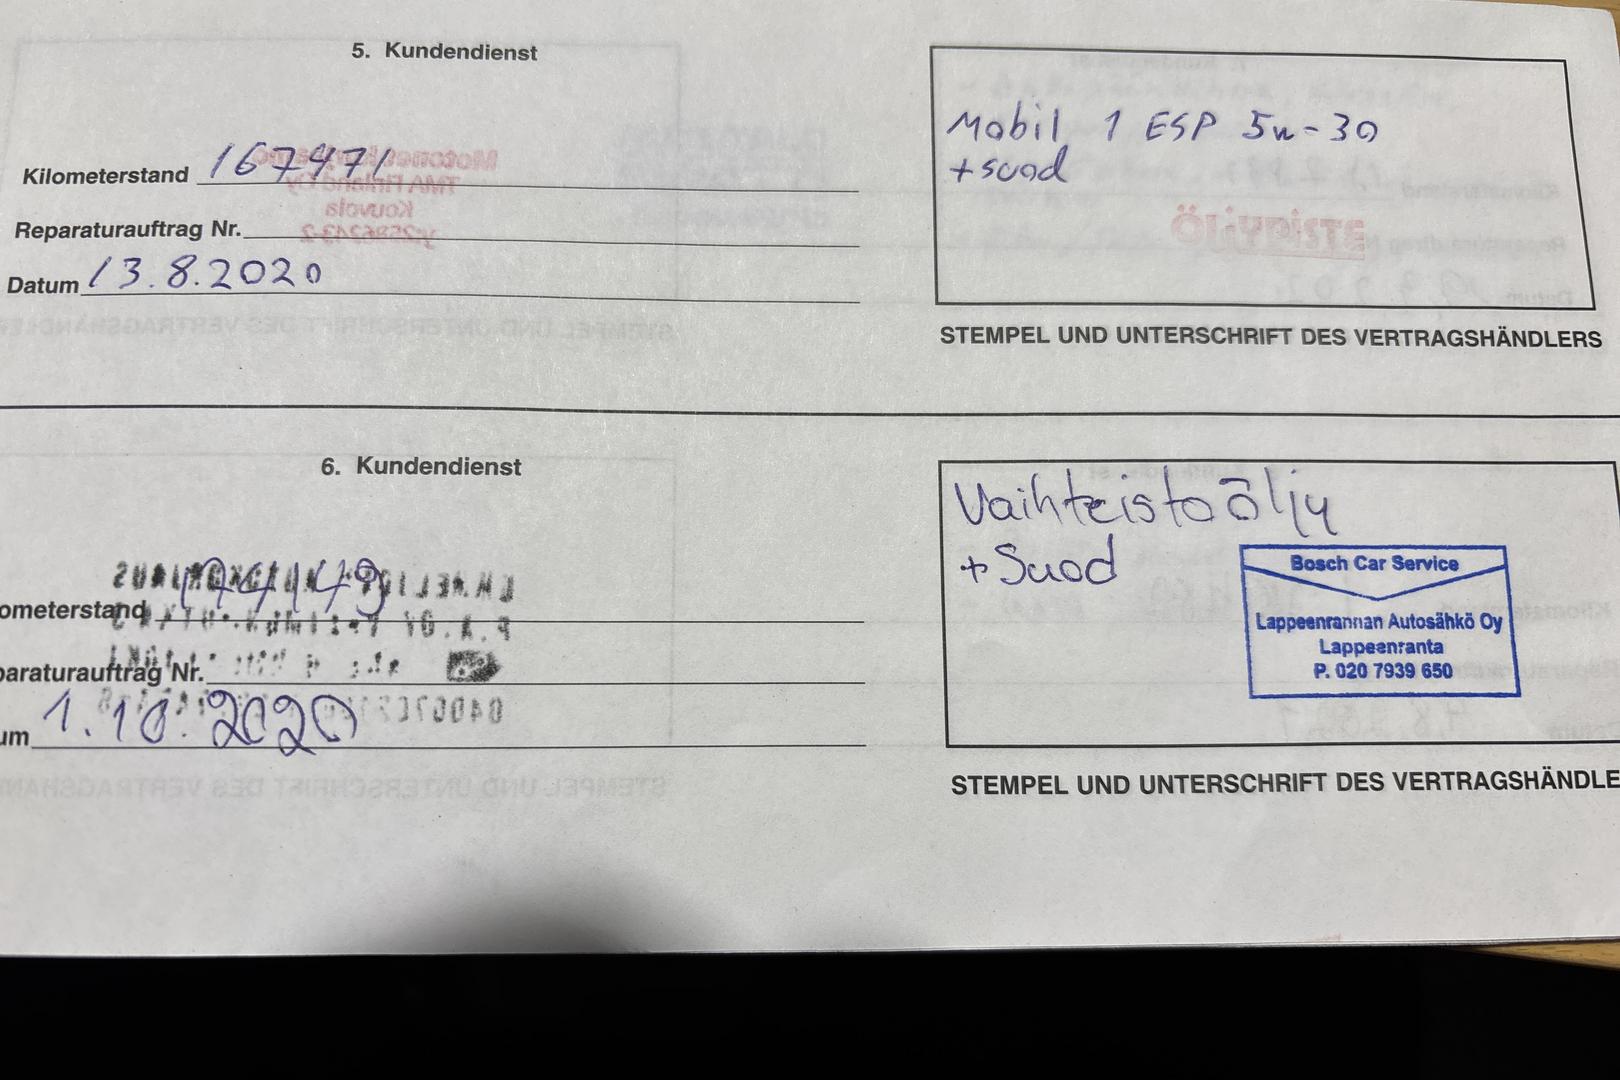 5. Kundendienst
Kilometerstand 167471
Reparaturauftrag Nr.
Datum 13.8.2020
Mobil 1 ESP 5w-30
+suod
ÖLJYPISTE
STEMPEL UND UNTERSCHRIFT DES VERTRAGSHÄNDLERS
6. Kundendienst
ometerstand 174149
paraturauftrag Nr.
um 1.10.2020
Vaihteistoöljy
+Suod
Bosch Car Service
Lappeenrannan Autosähkö Oy
Lappeenranta
P. 020 7939 650
STEMPEL UND UNTERSCHRIFT DES VERTRAGSHÄNDLE